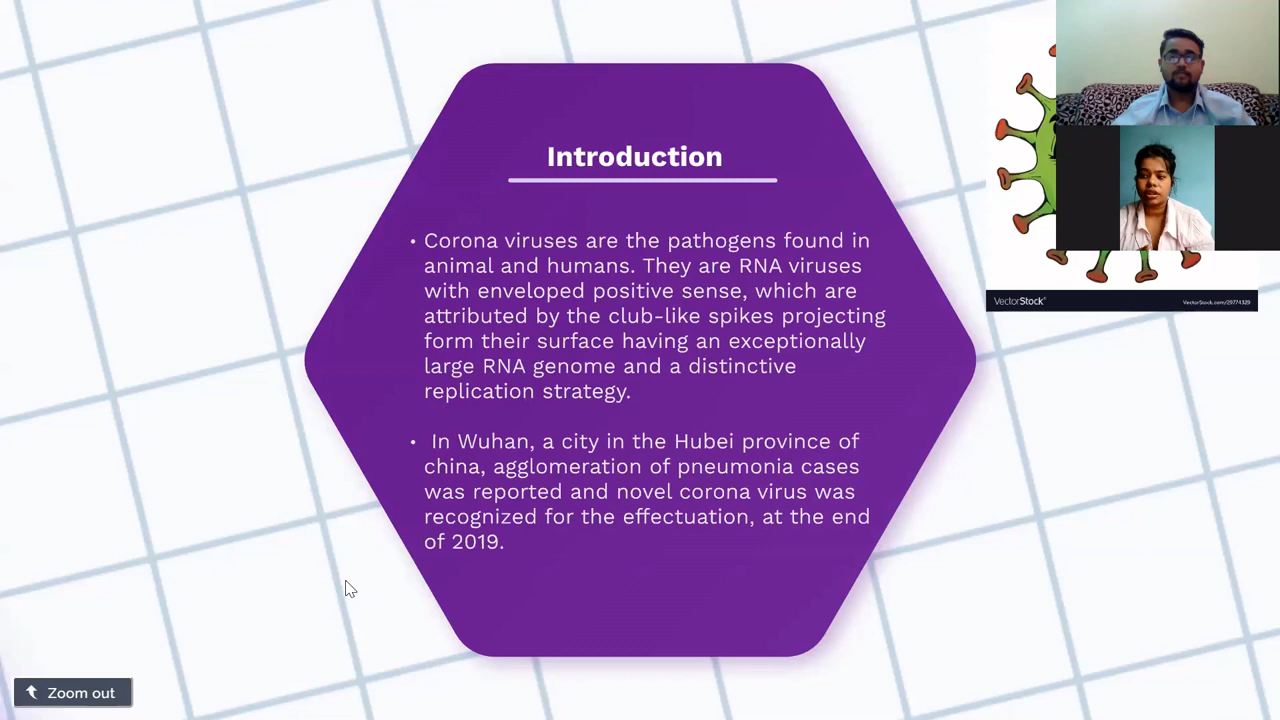 Introduction
• Corona viruses are the pathogens found in
animal and humans. They are RNA viruses
with enveloped positive sense, which are
attributed by the club-like spikes projecting
form their surface having an exceptionally
large RNA genome and a distinctive
replication strategy.
• In Wuhan, a city in the Hubei province of
china, agglomeration of pneumonia cases
was reported and novel corona virus was
recognized for the effectuation, at the end
of 2019.
VectorStock®
VectorStock.com/29774329
Zoom out